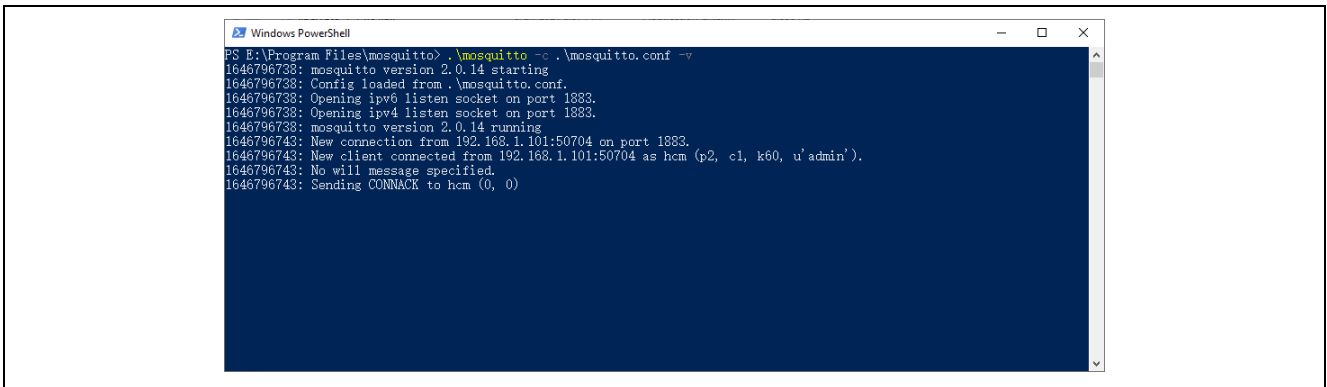 Windows PowerShell
PS E:\Program Files\mosquitto> .\mosquitto -c .\mosquitto.conf -v
1646796738: mosquitto version 2.0.14 starting
1646796738: Config loaded from .\mosquitto.conf.
1646796738: Opening ipv6 listen socket on port 1883.
1646796738: Opening ipv4 listen socket on port 1883.
1646796738: mosquitto version 2.0.14 running
1646796743: New connection from 192.168.1.101:50704 on port 1883.
1646796743: New client connected from 192.168.1.101:50704 as hcm (p2, c1, k60, u'admin').
1646796743: No will message specified.
1646796743: Sending CONNACK to hcm (0, 0)